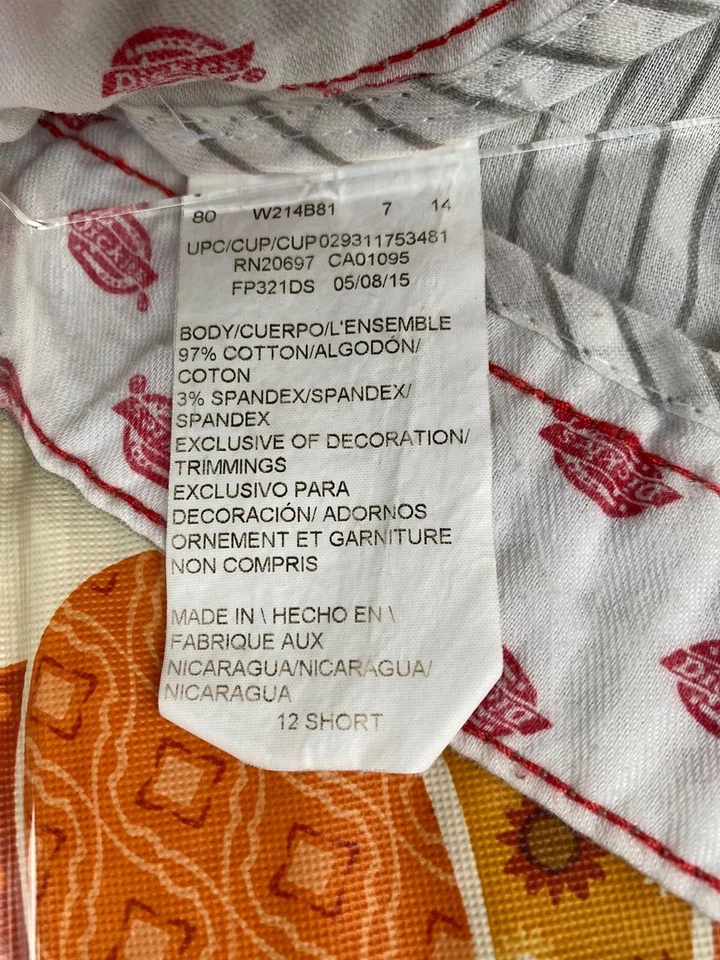 80 W214B81 7 14
UPC/CUP/CUP029311753481
RN20697 CA01095
FP321DS 05/08/15
BODY/CUERPO/L'ENSEMBLE
97% COTTON/ALGODÓN/
COTON
3% SPANDEX/SPANDEX/
SPANDEX
EXCLUSIVE OF DECORATION/
TRIMMINGS
EXCLUSIVO PARA
DECORACIÓN/ ADORNOS
ORNEMENT ET GARNITURE
NON COMPRIS
MADE IN \ HECHO EN \
FABRIQUE AUX
NICARAGUA/NICARAGUA/
NICARAGUA
12 SHORT
DICKIES